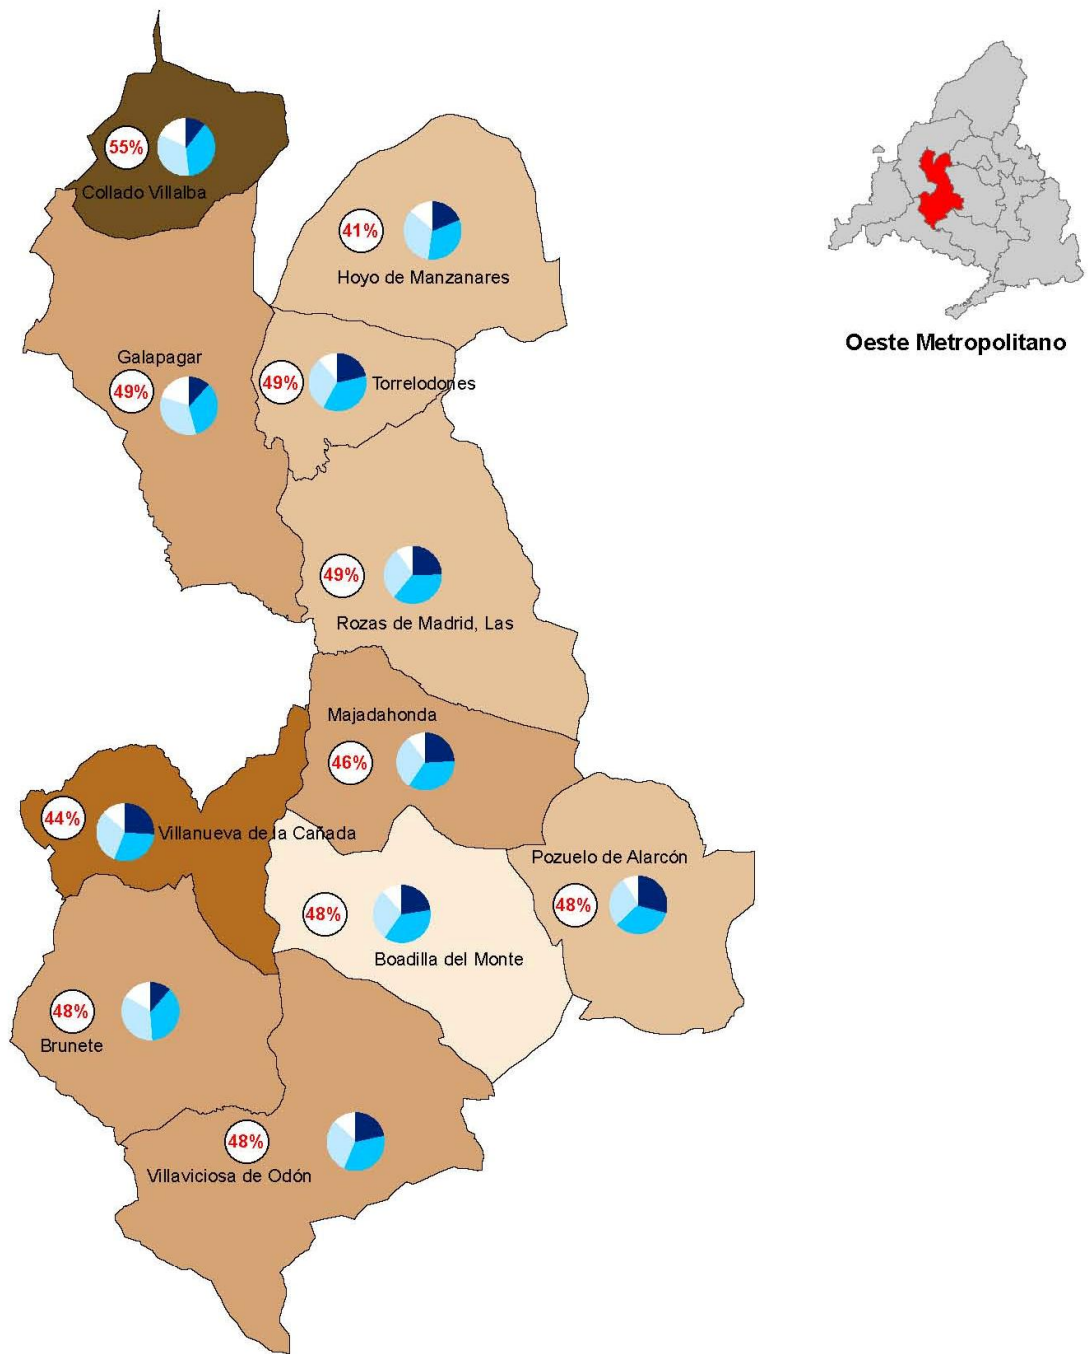 55%
Collado Villalba
41%
Hoyo de Manzanares
Oeste Metropolitano
Galapagar
49%
49%
Torrelodones
49%
Rozas de Madrid, Las
Majadahonda
46%
44%
Villanueva de la Cañada
Pozuelo de Alarcón
48%
48%
Boadilla del Monte
48%
Brunete
48%
Villaviciosa de Odón